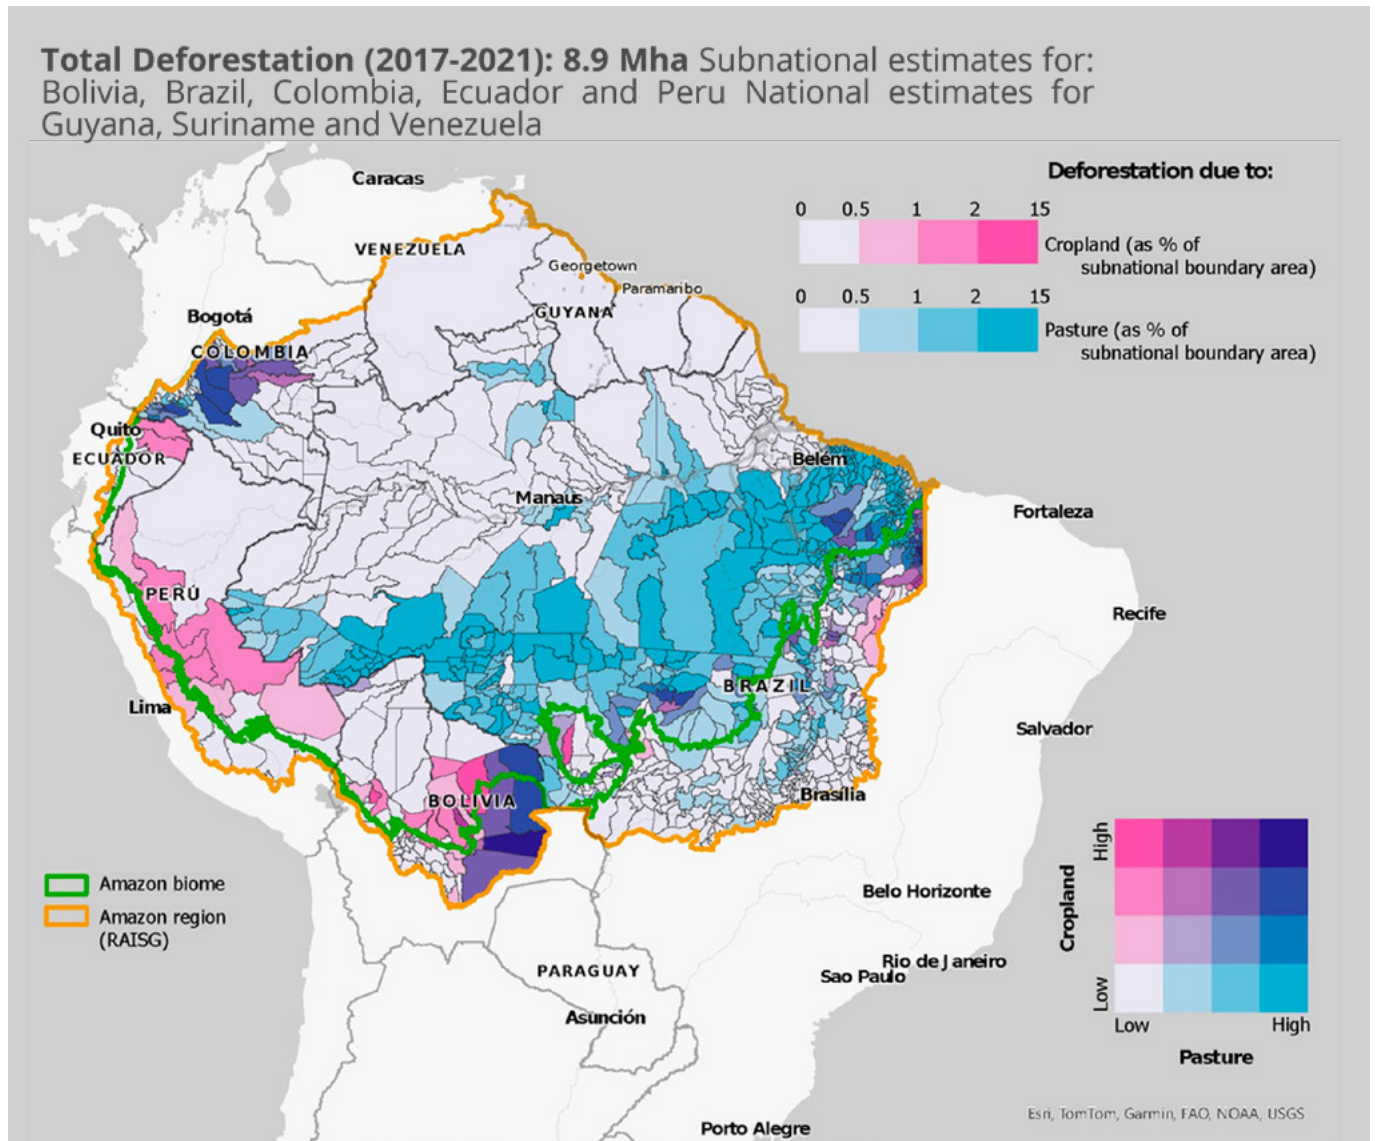 Total Deforestation (2017-2021): 8.9 Mha Subnational estimates for:
Bolivia, Brazil, Colombia, Ecuador and Peru National estimates for
Guyana, Suriname and Venezuela
Caracas
VENEZUELA
Georgetown
Paramaribo
GUYANA
Bogotá
COLOMBIA
Quito
ECUADOR
Belém
Manaus
Fortaleza
PERÚ
Recife
Lima
BRAZIL
Salvador
BOLIVIA
Brasília
Belo Horizonte
Rio de Janeiro
Sao Paulo
PARAGUAY
Asunción
Porto Alegre
Deforestation due to:
0 0.5 1 2 15
Cropland (as % of
subnational boundary area)
0 0.5 1 2 15
Pasture (as % of
subnational boundary area)
Amazon biome
Amazon region
(RAISG)
High
Cropland
Low
Low High
Pasture
Esri, TomTom, Garmin, FAO, NOAA, USGS